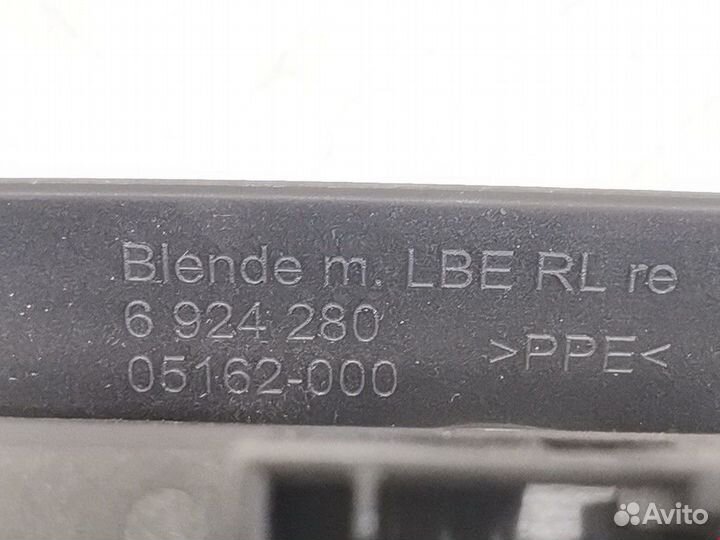 Blende m. LBE RL re
6 924 280
05162-000
>PPE<
Avito